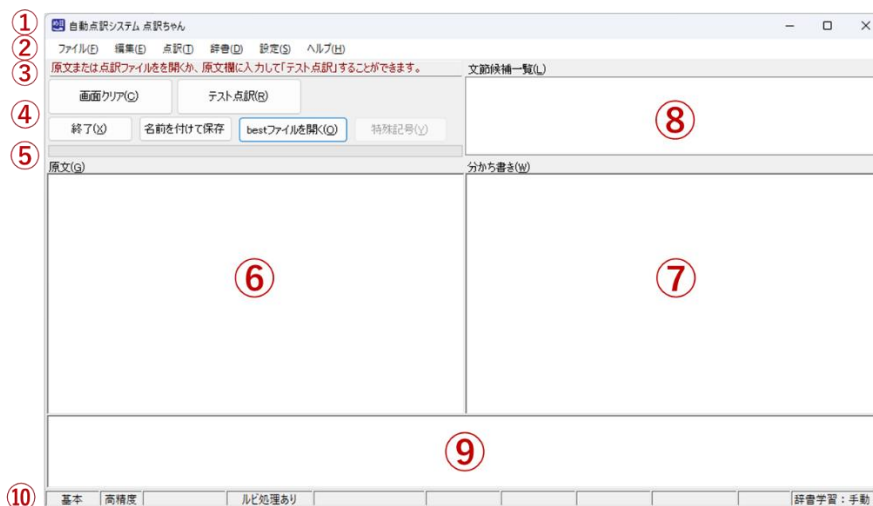 ① 自動点訳システム 点訳ちゃん
② ファイル(F) 編集(E) 点訳(T) 辞書(D) 設定(S) ヘルプ(H)
③ 原文または点訳ファイルをを開くか、原文欄に入力して「テスト点訳」することができます。 文節候補一覧(L)
画面クリア(C) テスト点訳(R)
④ ⑧
終了(X) 名前を付けて保存 bestファイルを開く(O) 特殊記号(Y)
⑤
原文(G) 分かち書き(W)
⑥ ⑦
⑨
⑩ 基本 高精度 ルビ処理あり 辞書学習：手動